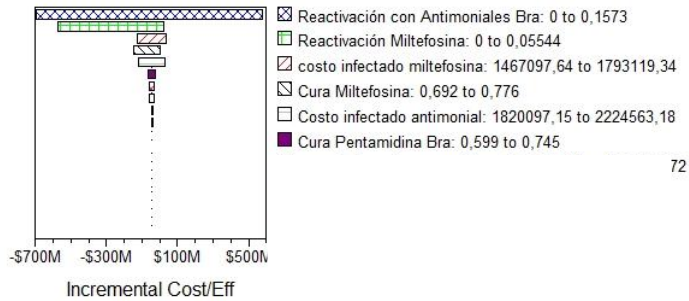 Reactivación con Antimoniales Bra: 0 to 0,1573
Reactivación Miltefosina: 0 to 0,05544
costo infectado miltefosina: 1467097,64 to 1793119,34
Cura Miltefosina: 0,692 to 0,776
Costo infectado antimonial: 1820097,15 to 2224563,18
Cura Pentamidina Bra: 0,599 to 0,745
72
-$700M -$300M $100M $500M
Incremental Cost/Eff